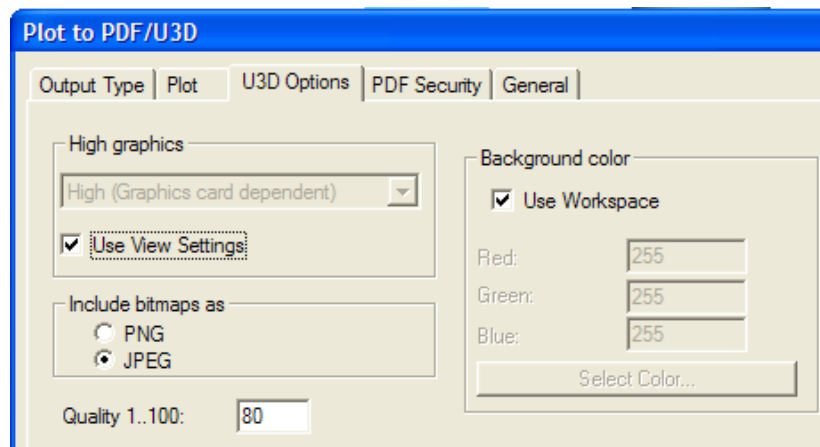 Plot to PDF/U3D
Output Type Plot U3D Options PDF Security General
High graphics
High (Graphics card dependent)
Use View Settings
Include bitmaps as
PNG
JPEG
Quality 1..100: 80
Background color
Use Workspace
Red: 255
Green: 255
Blue: 255
Select Color...